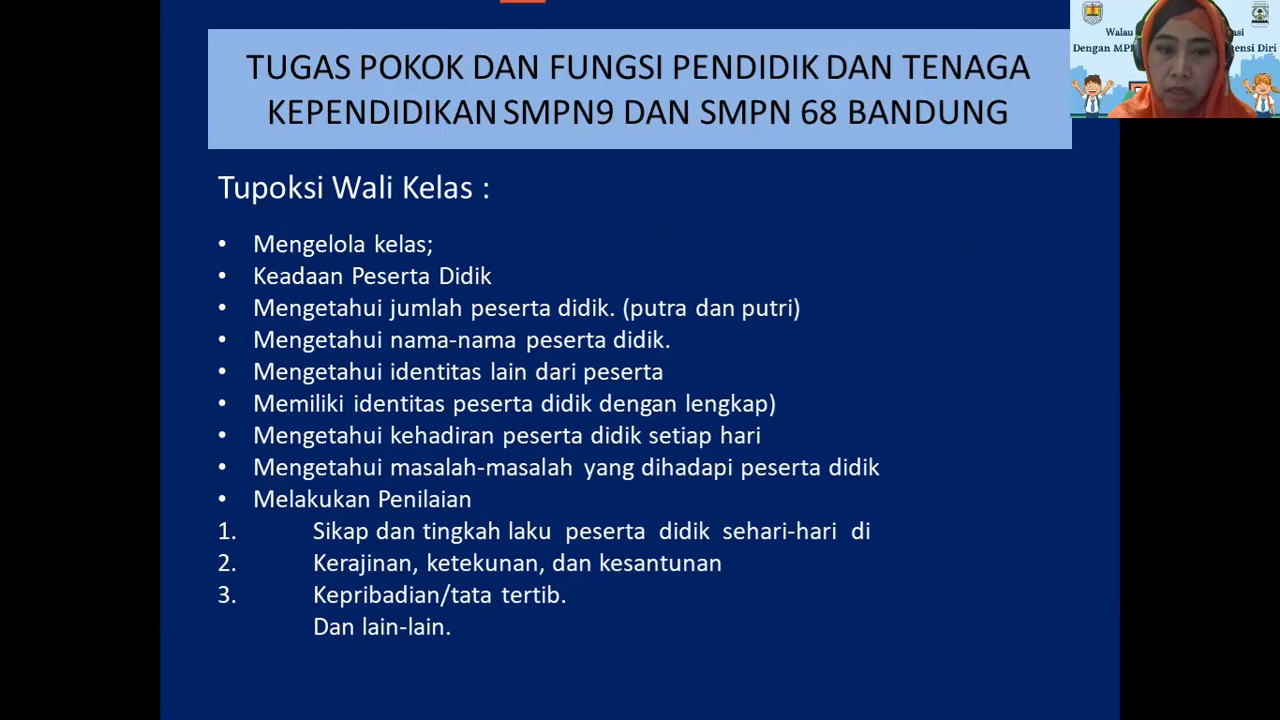 TUGAS POKOK DAN FUNGSI PENDIDIK DAN TENAGA
KEPENDIDIKAN SMPN9 DAN SMPN 68 BANDUNG
Walau
Dengan
Diri
Tupoksi Wali Kelas :
• Mengelola kelas;
• Keadaan Peserta Didik
• Mengetahui jumlah peserta didik. (putra dan putri)
• Mengetahui nama-nama peserta didik.
• Mengetahui identitas lain dari peserta
• Memiliki identitas peserta didik dengan lengkap)
• Mengetahui kehadiran peserta didik setiap hari
• Mengetahui masalah-masalah yang dihadapi peserta didik
• Melakukan Penilaian
1. Sikap dan tingkah laku peserta didik sehari-hari di
2. Kerajinan, ketekunan, dan kesantunan
3. Kepribadian/tata tertib.
Dan lain-lain.